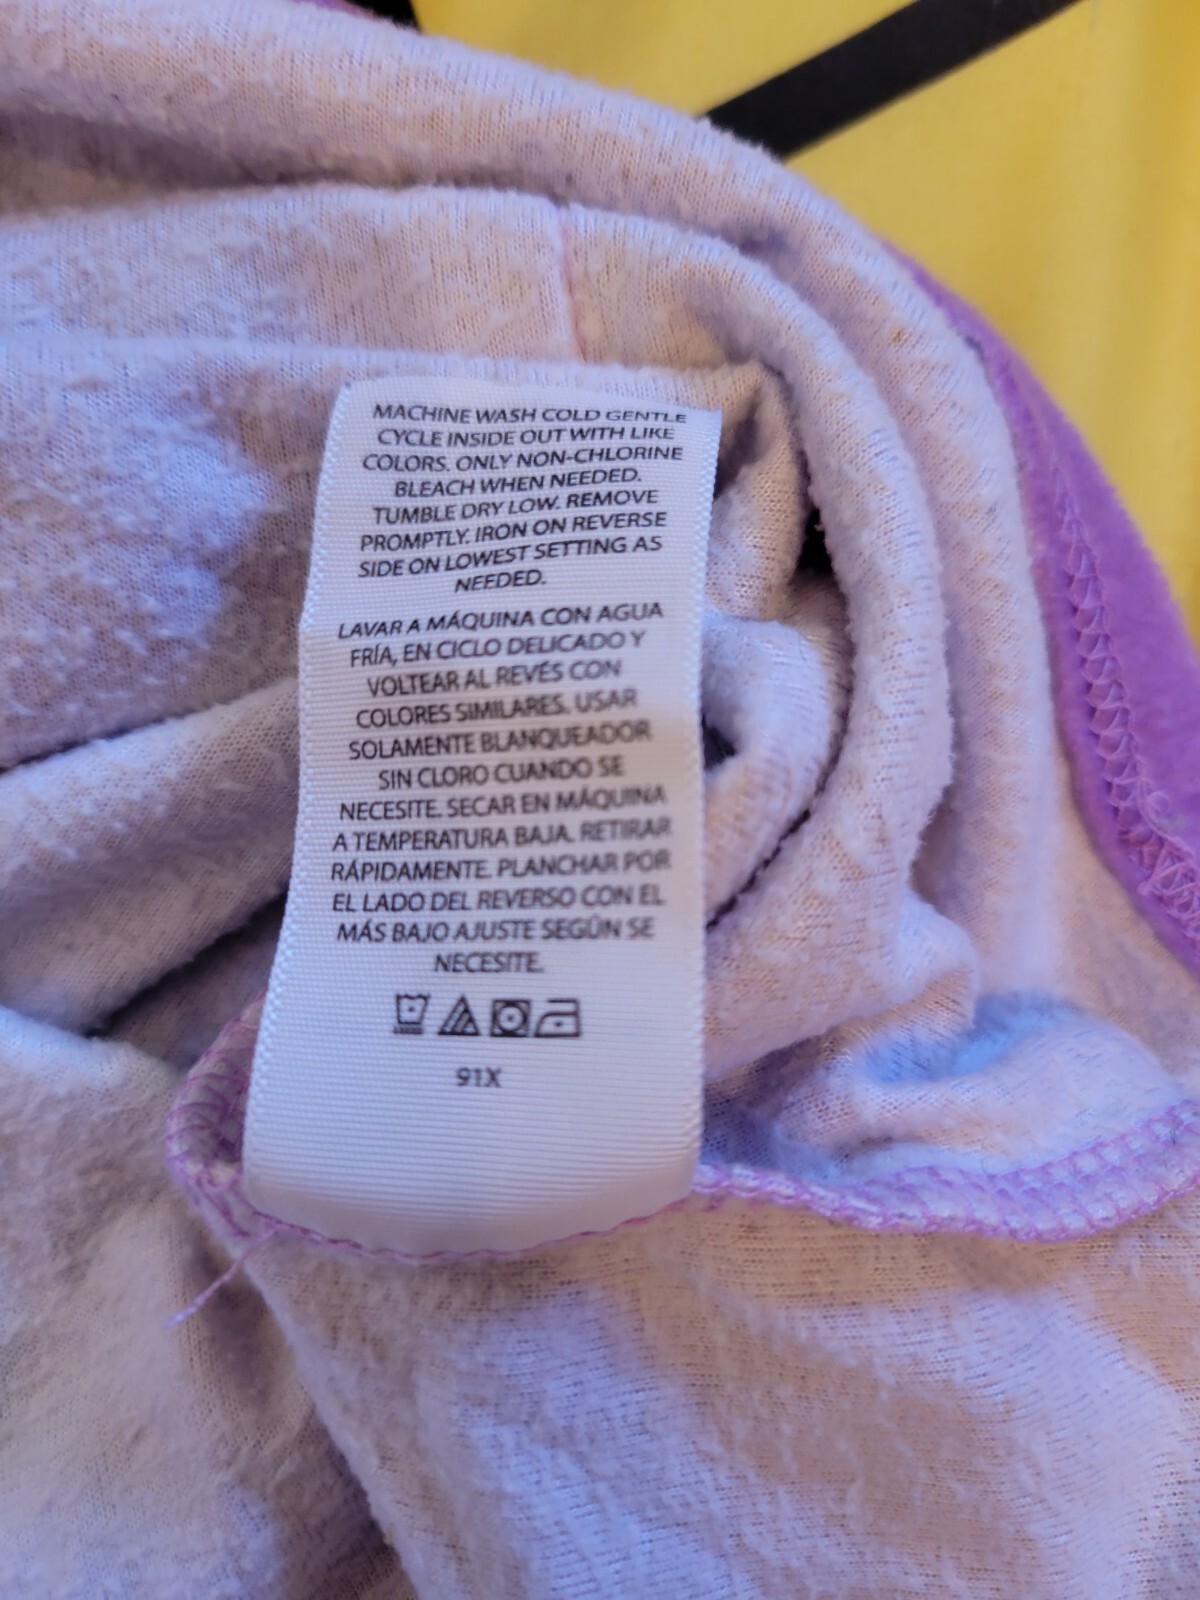 MACHINE WASH COLD GENTLE
CYCLE INSIDE OUT WITH LIKE
COLORS. ONLY NON-CHLORINE
BLEACH WHEN NEEDED.
TUMBLE DRY LOW. REMOVE
PROMPTLY. IRON ON REVERSE
SIDE ON LOWEST SETTING AS
NEEDED.
LAVAR A MÁQUINA CON AGUA
FRÍA, EN CICLO DELICADO Y
VOLTEAR AL REVÉS CON
COLORES SIMILARES. USAR
SOLAMENTE BLANQUEADOR
SIN CLORO CUANDO SE
NECESITE. SECAR EN MÁQUINA
A TEMPERATURA BAJA. RETIRAR
RÁPIDAMENTE. PLANCHAR POR
EL LADO DEL REVERSO CON EL
MÁS BAJO AJUSTE SEGÚN SE
NECESITE.
91X